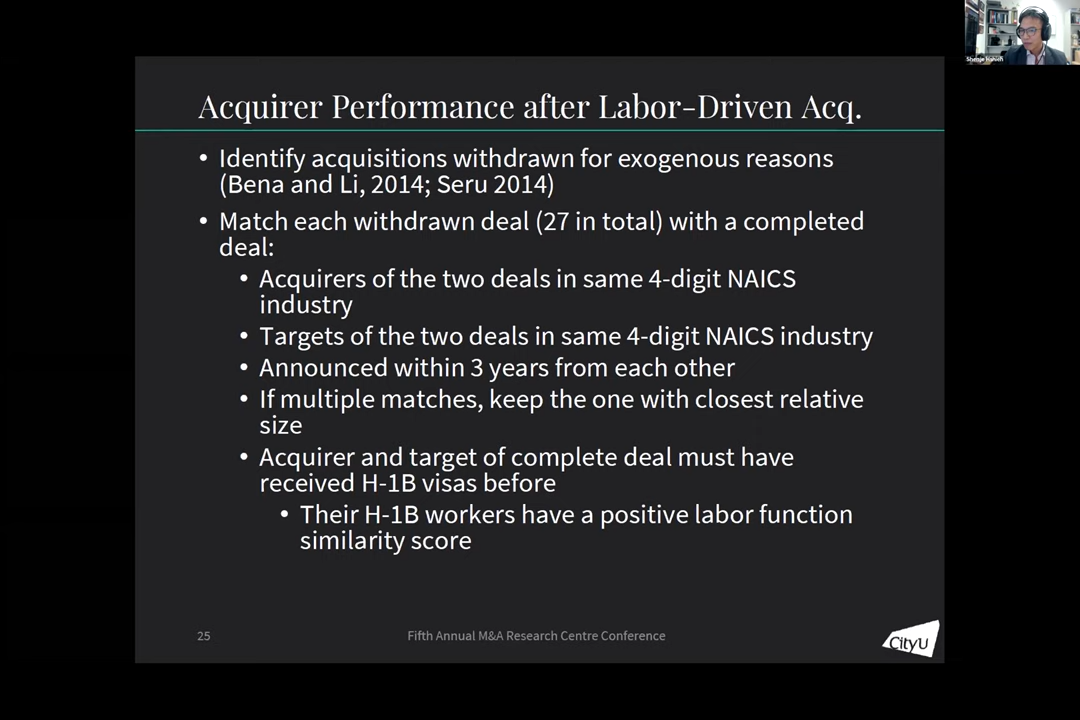 Acquirer Performance after Labor-Driven Acq.
• Identify acquisitions withdrawn for exogenous reasons
(Bena and Li, 2014; Seru 2014)
• Match each withdrawn deal (27 in total) with a completed
deal:
• Acquirers of the two deals in same 4-digit NAICS
industry
• Targets of the two deals in same 4-digit NAICS industry
• Announced within 3 years from each other
• If multiple matches, keep the one with closest relative
size
• Acquirer and target of complete deal must have
received H-1B visas before
• Their H-1B workers have a positive labor function
similarity score
25
Fifth Annual M&A Research Centre Conference
CityU